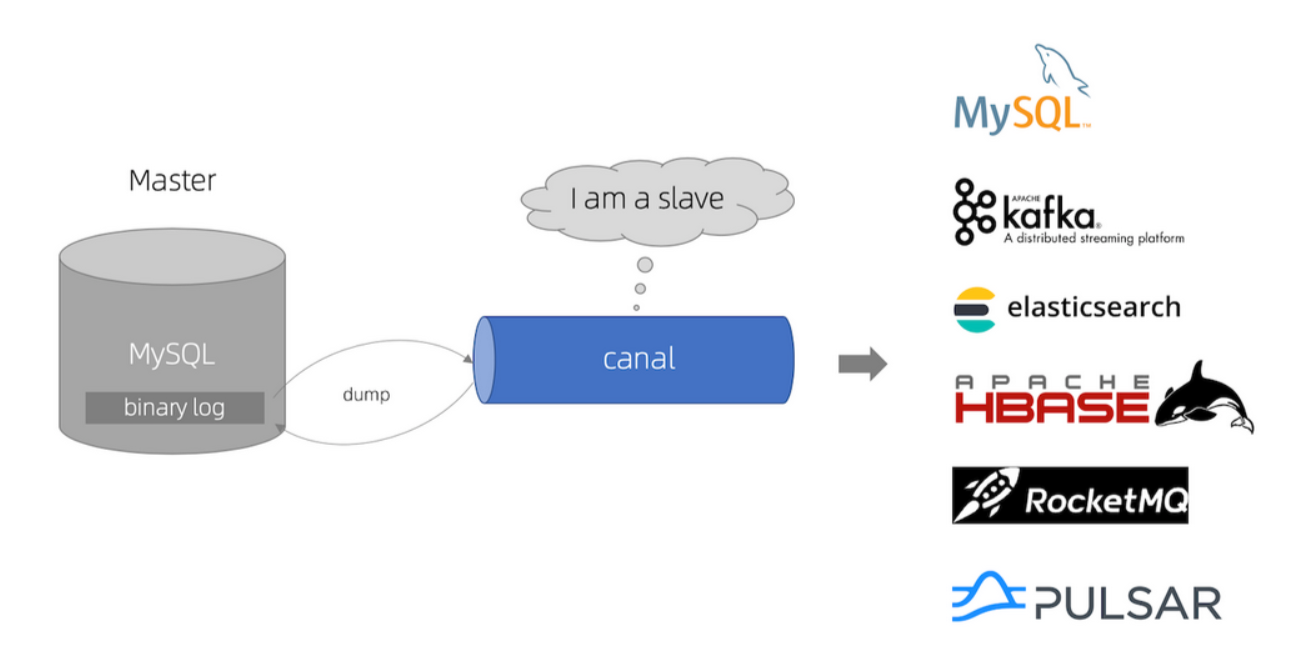 Master
MySQL
binary log
dump
I am a slave
canal
MySQL™
APACHE
kafka®
A distributed streaming platform
elasticsearch
APACHE
HBASE
RocketMQ
PULSAR